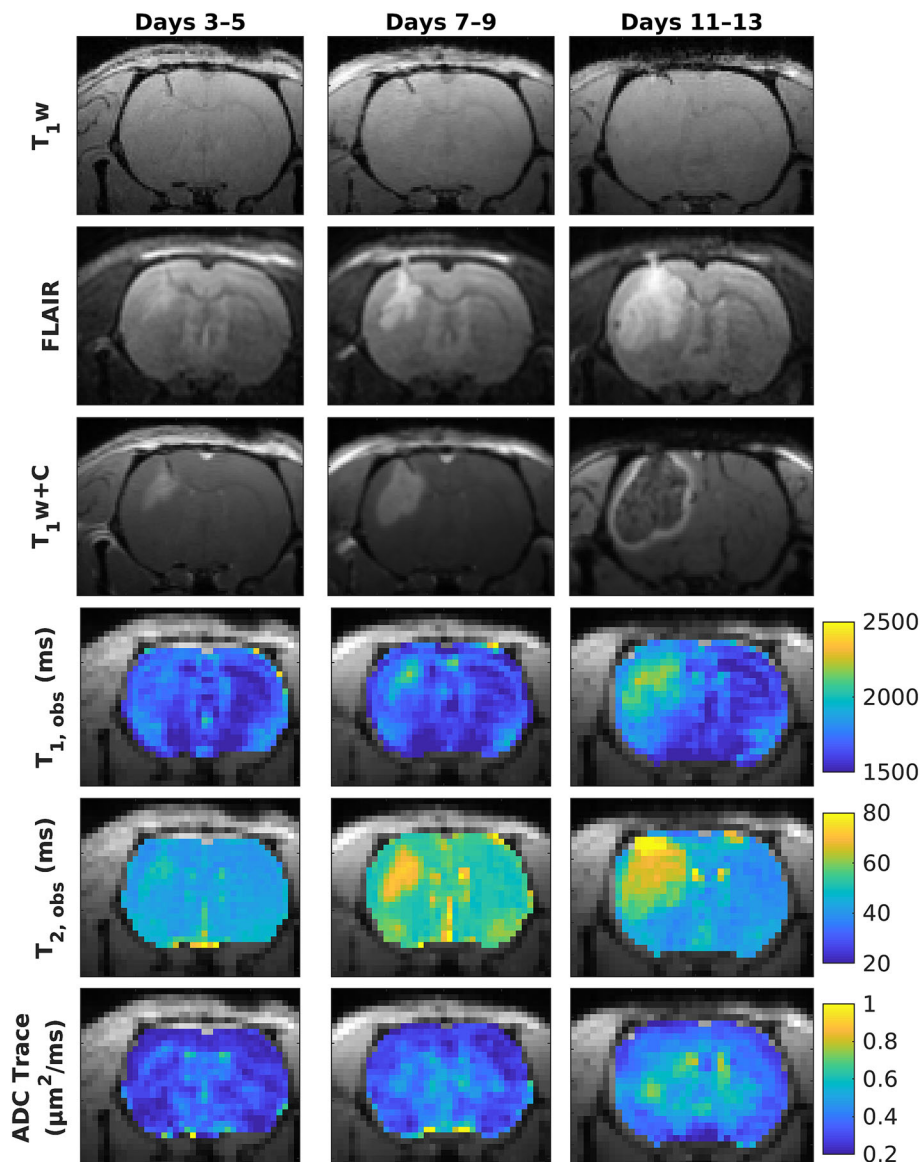 Days 3–5 Days 7–9 Days 11–13
T1w
FLAIR
T1w+C
T1, obs (ms)
2500
2000
1500
T2, obs (ms)
80
60
40
20
ADC Trace
(μm²/ms)
1
0.8
0.6
0.4
0.2